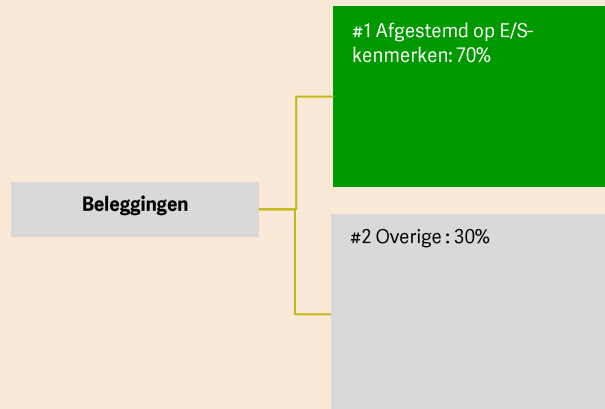 #1 Afgestemd op E/S-
kenmerken: 70%
Beleggingen
#2 Overige : 30%